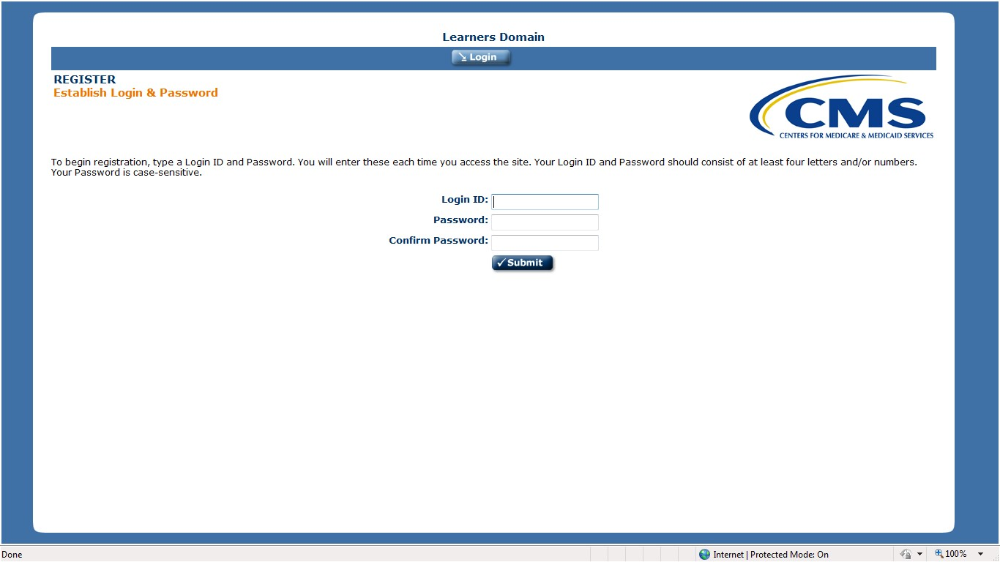 Learners Domain
Login
REGISTER
Establish Login & Password
CMS
CENTERS FOR MEDICARE & MEDICAID SERVICES
To begin registration, type a Login ID and Password. You will enter these each time you access the site. Your Login ID and Password should consist of at least four letters and/or numbers.
Your Password is case-sensitive.
Login ID:
Password:
Confirm Password:
Submit
Done
Internet | Protected Mode: On
100%